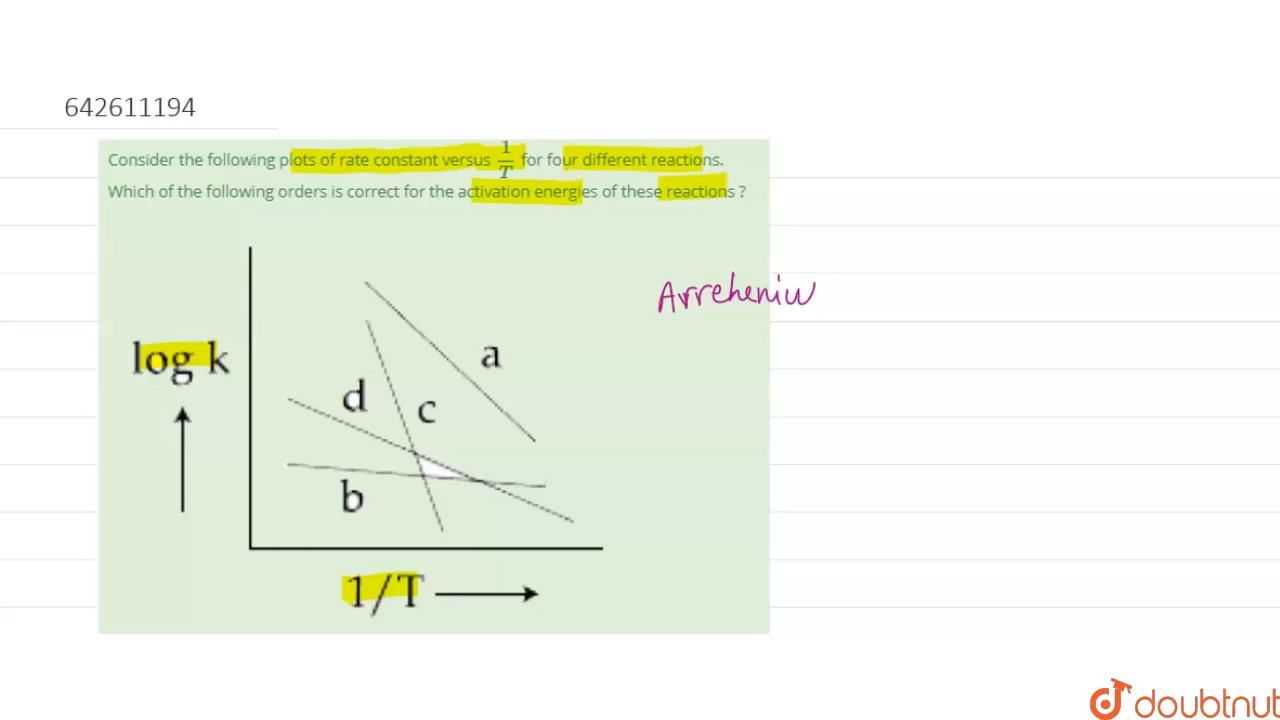 642611194
Consider the following plots of rate constant versus 1/T for four different reactions.
Which of the following orders is correct for the activation energies of these reactions ?
Arreheniu
a
log k
d
c
b
1/T
doubtnut